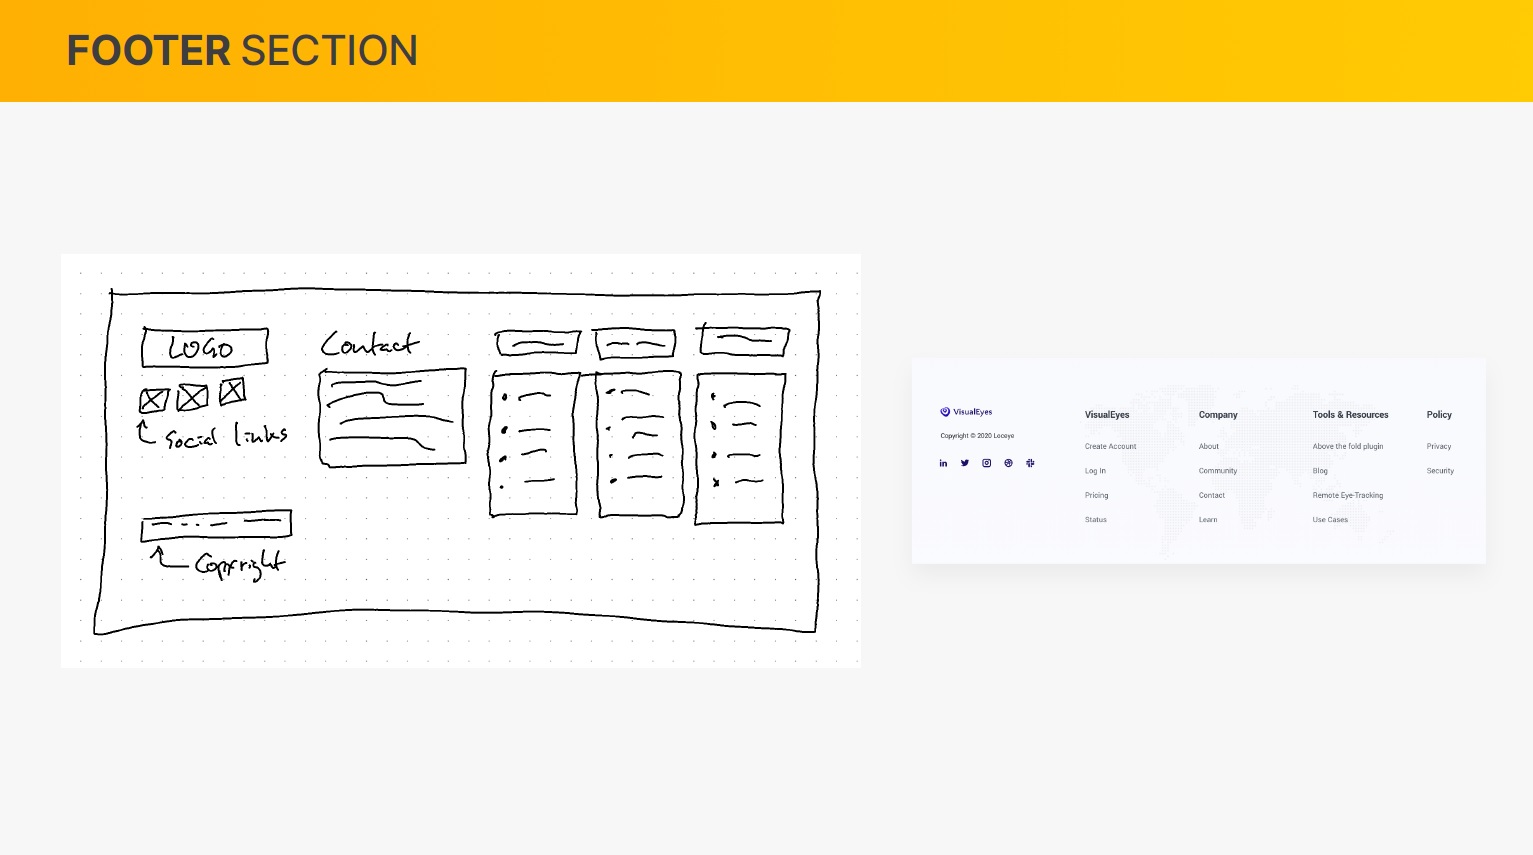 FOOTER SECTION
LOGO
Social links
Copyright
Contact
VisualEyes
Copyright © 2020 Loceye
VisualEyes
Create Account
Log In
Pricing
Status
Company
About
Community
Contact
Learn
Tools & Resources
Above the fold plugin
Blog
Remote Eye-Tracking
Use Cases
Policy
Privacy
Security